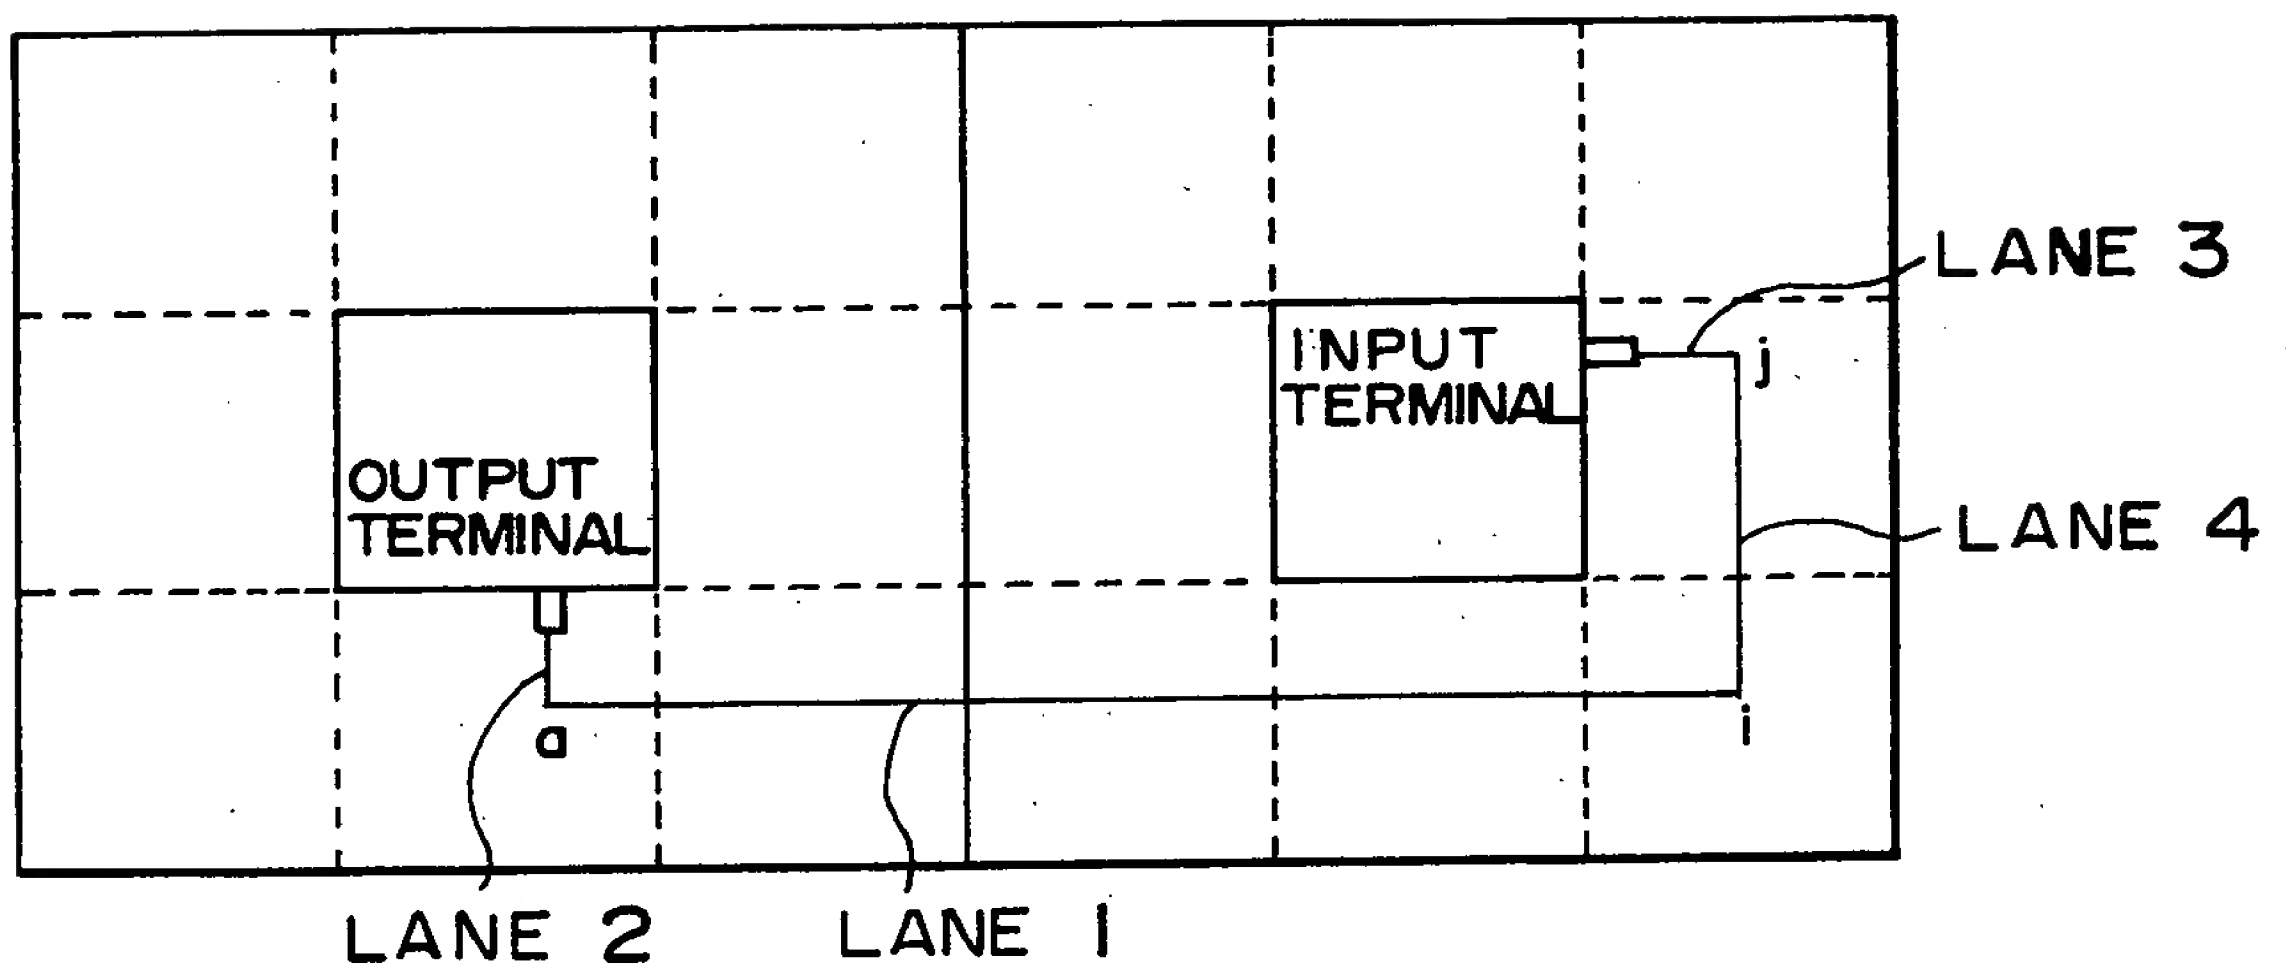 LANE 3
INPUT
TERMINAL
j
OUTPUT
TERMINAL
LANE 4
a
i
LANE 2
LANE 1